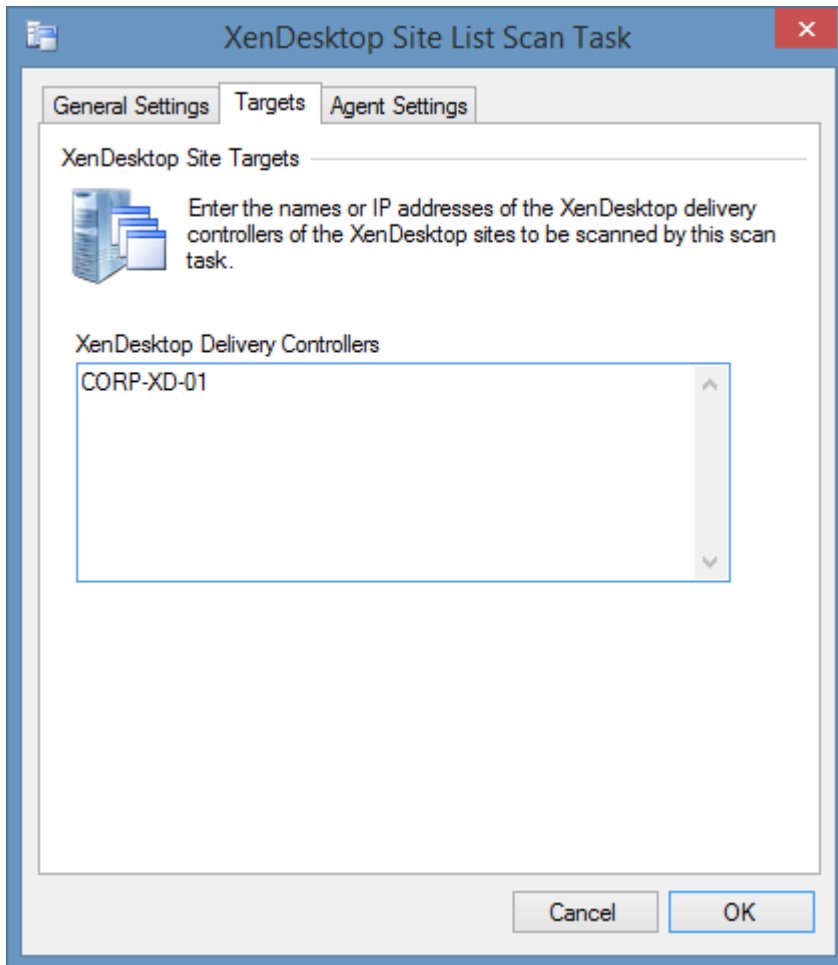 XenDesktop Site List Scan Task
General Settings Targets Agent Settings
XenDesktop Site Targets
Enter the names or IP addresses of the XenDesktop delivery
controllers of the XenDesktop sites to be scanned by this scan
task.
XenDesktop Delivery Controllers
CORP-XD-01
Cancel OK